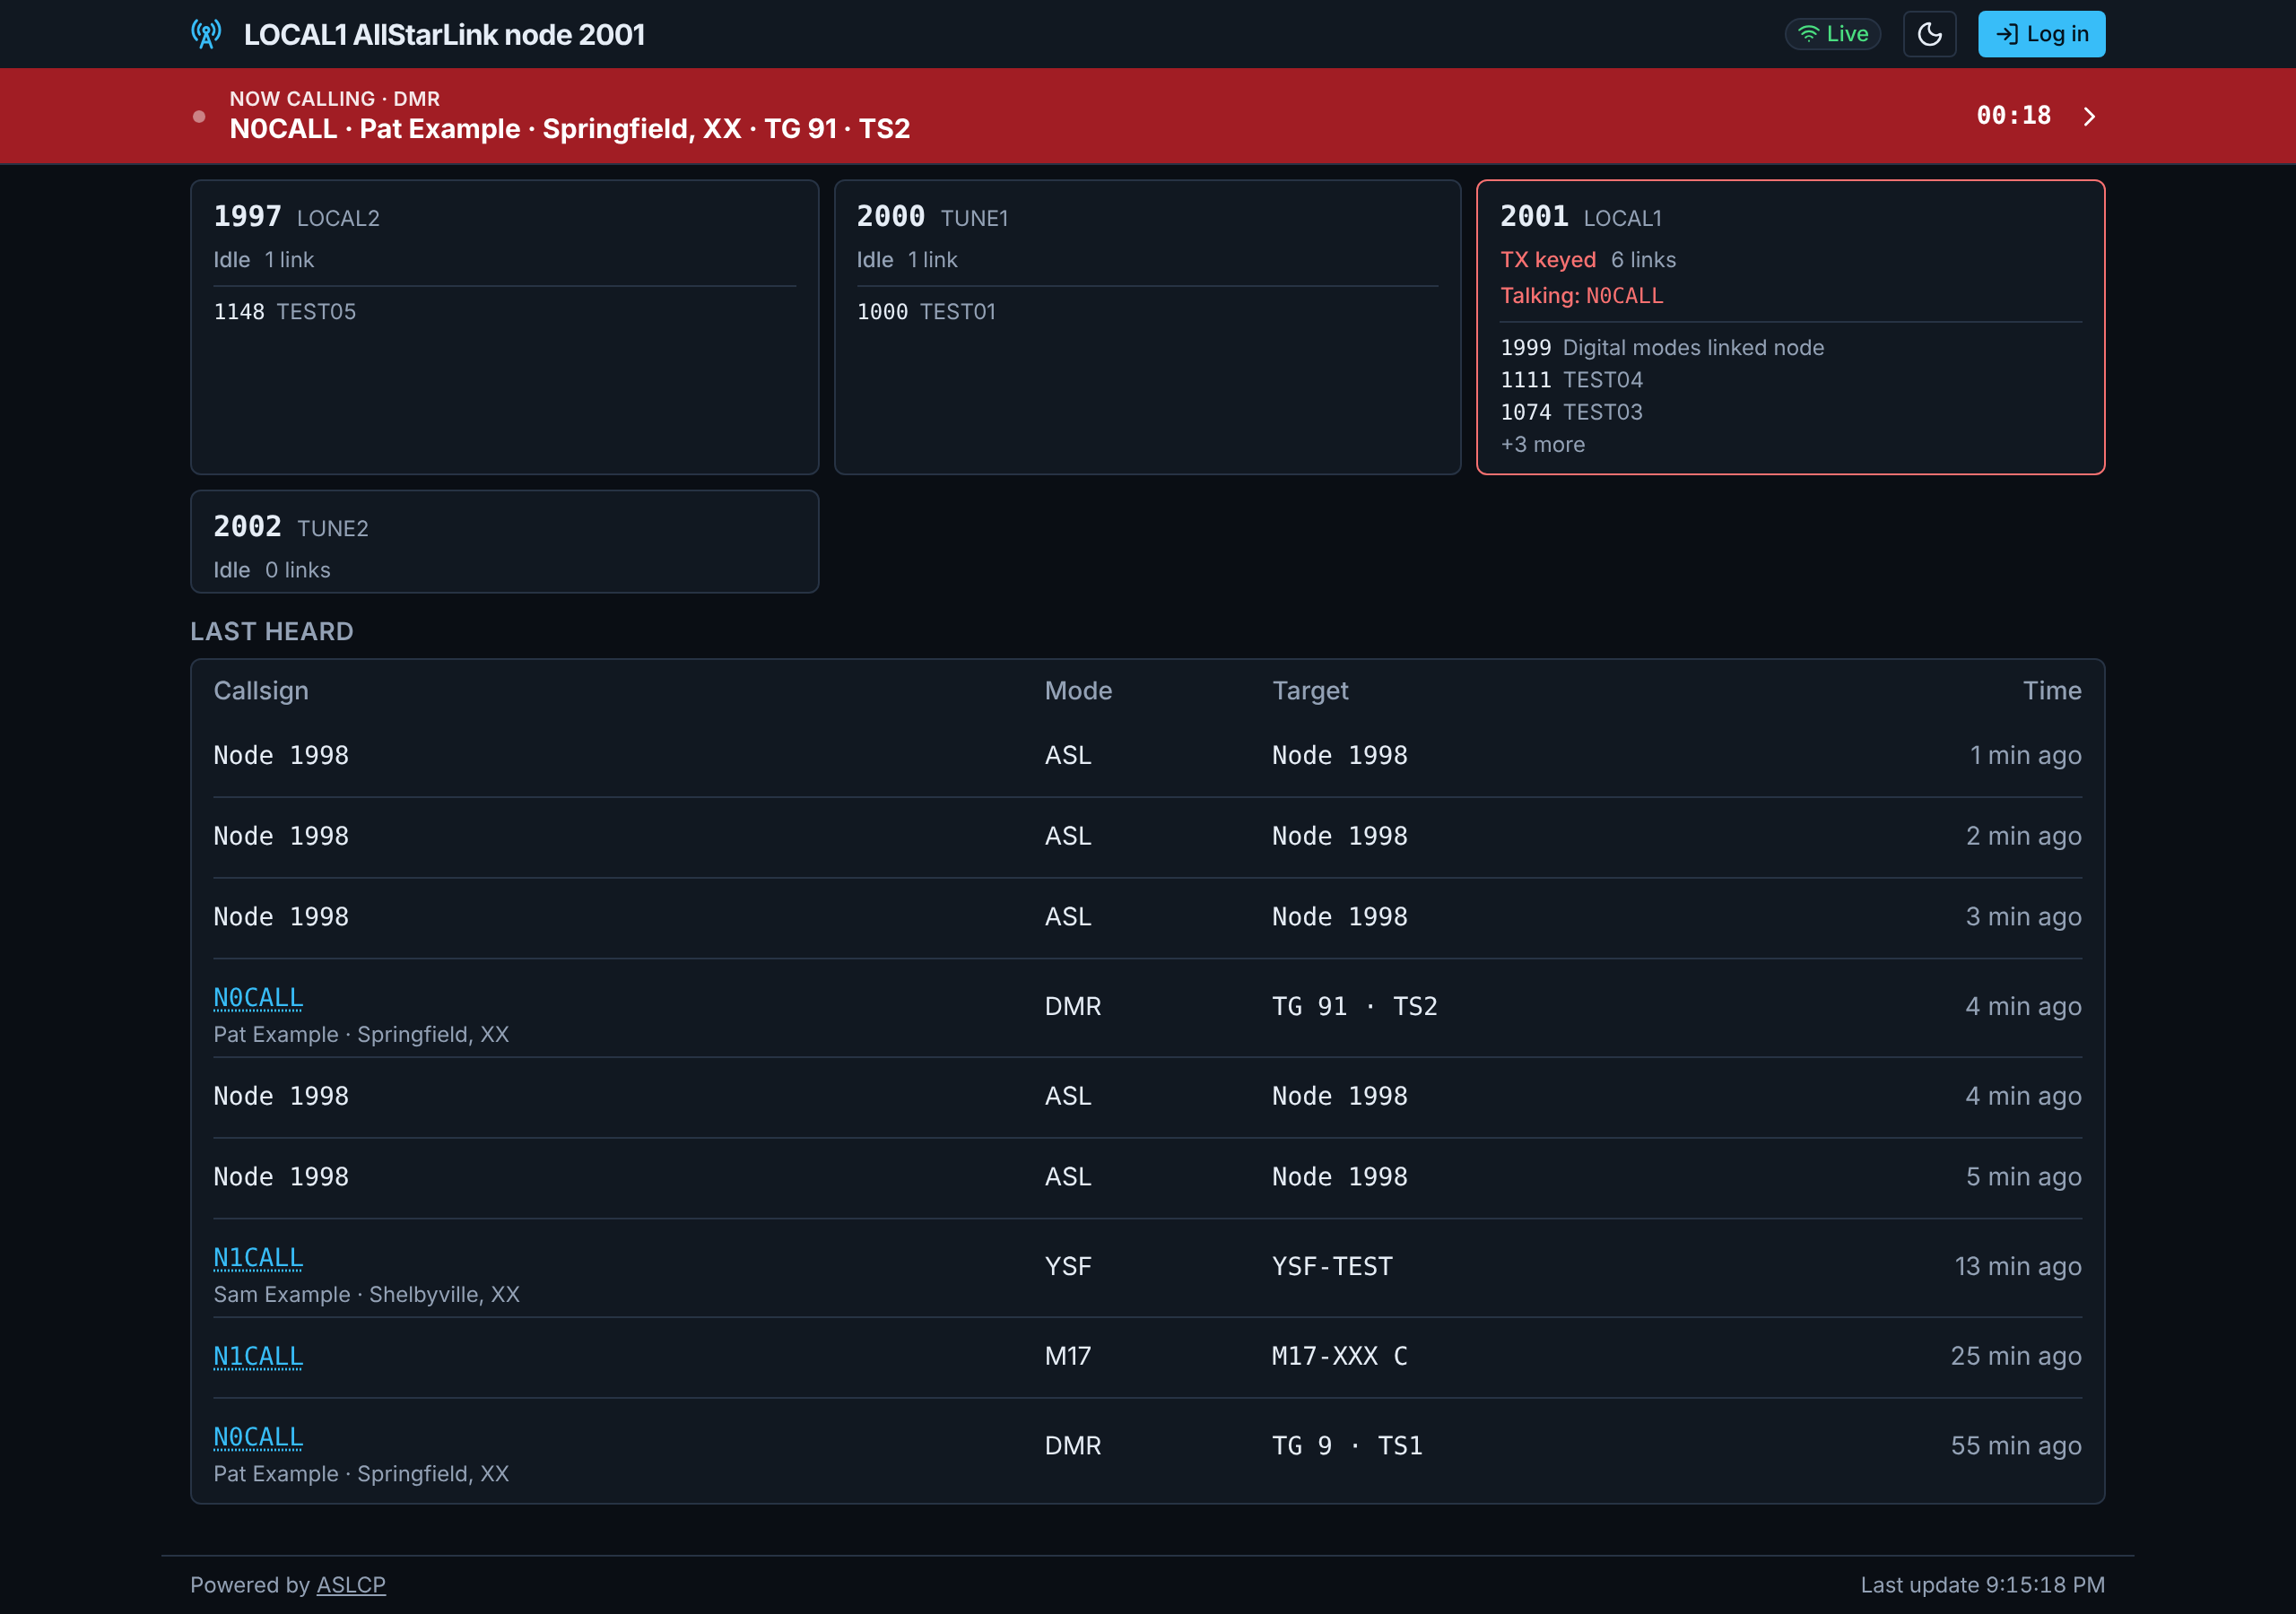 LOCAL1 AllStarLink node 2001
Live
Log in
NOW CALLING · DMR
N0CALL · Pat Example · Springfield, XX · TG 91 · TS2
00:18
1997 LOCAL2
Idle 1 link
1148 TEST05
2000 TUNE1
Idle 1 link
1000 TEST01
2001 LOCAL1
TX keyed 6 links
Talking: N0CALL
1999 Digital modes linked node
1111 TEST04
1074 TEST03
+3 more
2002 TUNE2
Idle 0 links
LAST HEARD
Callsign Mode Target Time
Node 1998 ASL Node 1998 1 min ago
Node 1998 ASL Node 1998 2 min ago
Node 1998 ASL Node 1998 3 min ago
N0CALL DMR TG 91 · TS2 4 min ago
Pat Example · Springfield, XX
Node 1998 ASL Node 1998 4 min ago
Node 1998 ASL Node 1998 5 min ago
N1CALL YSF YSF-TEST 13 min ago
Sam Example · Shelbyville, XX
N1CALL M17 M17-XXX C 25 min ago
N0CALL DMR TG 9 · TS1 55 min ago
Pat Example · Springfield, XX
Powered by ASLCP
Last update 9:15:18 PM